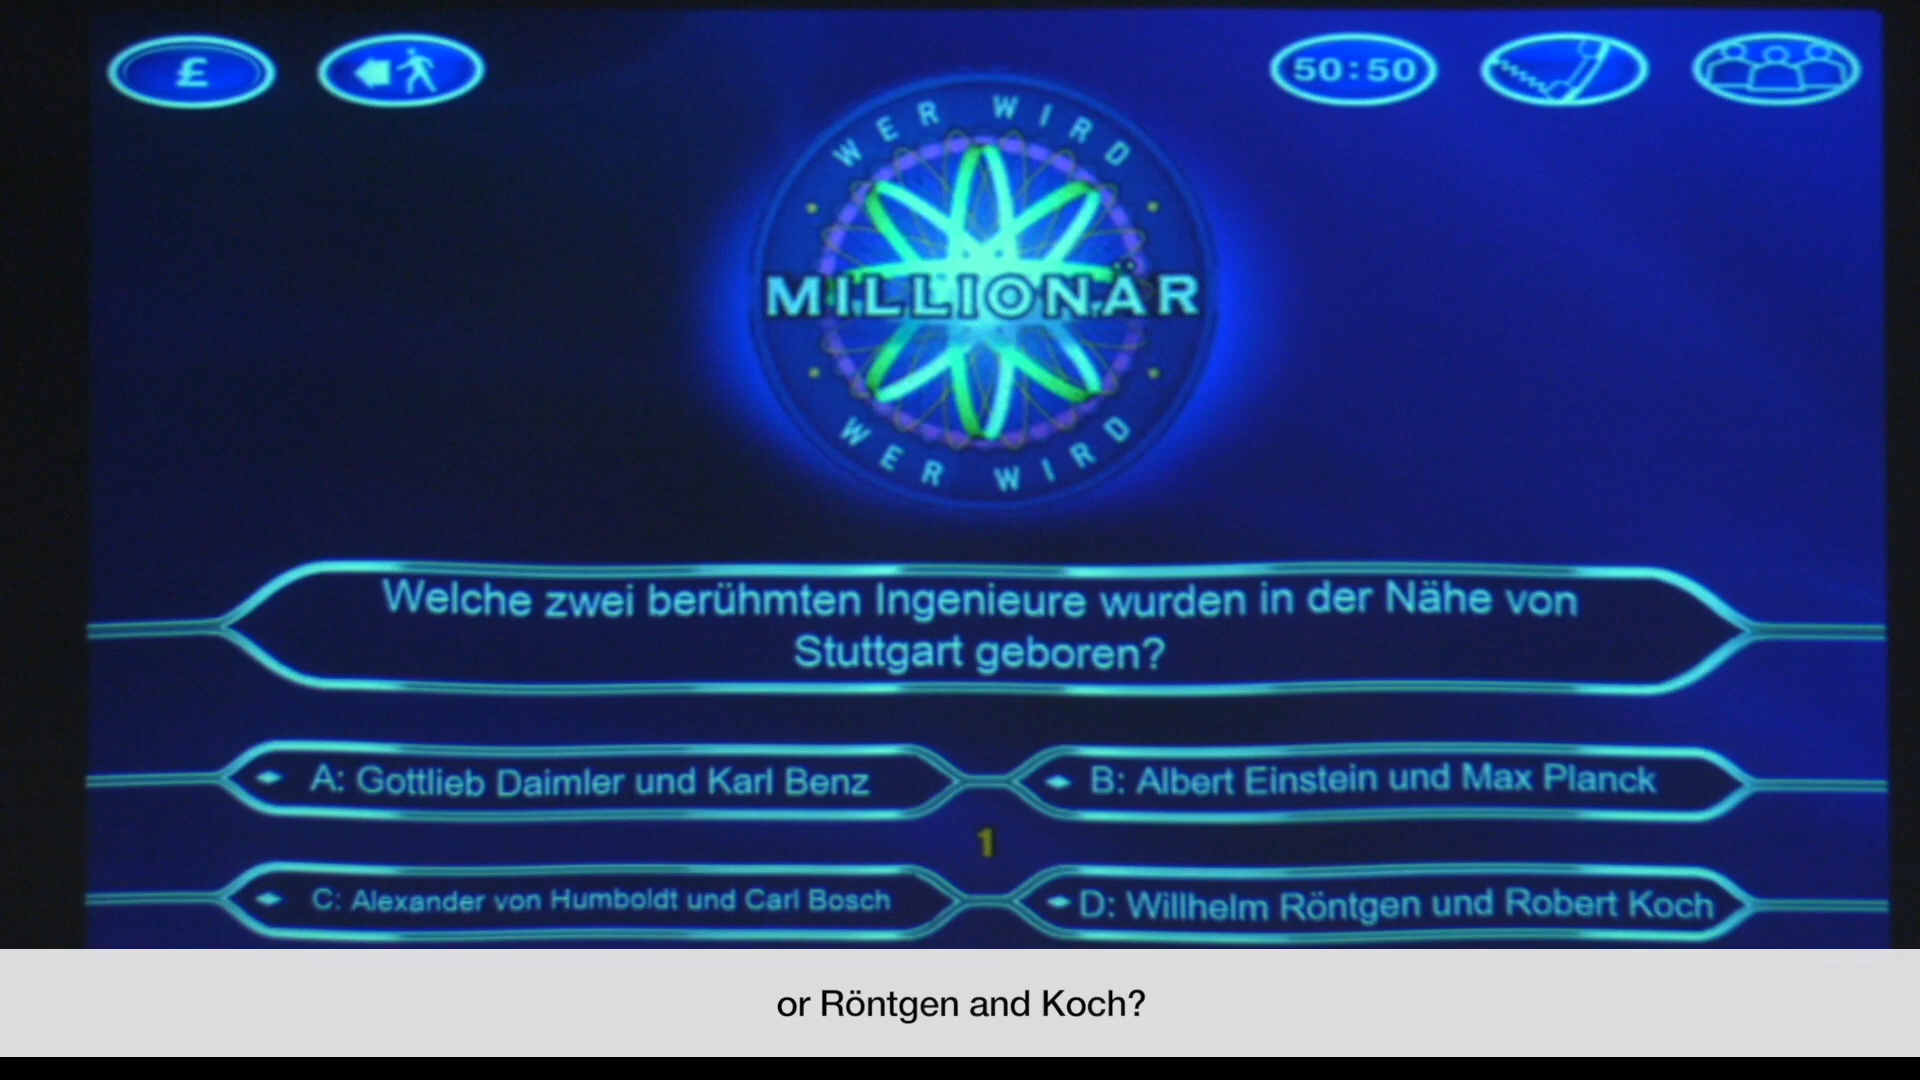 £
50:50
WER WIRD
MILLIONÄR
WER WIRD
Welche zwei berühmten Ingenieure wurden in der Nähe von
Stuttgart geboren?
A: Gottlieb Daimler und Karl Benz
B: Albert Einstein und Max Planck
1
C: Alexander von Humboldt und Carl Bosch
D: Willhelm Röntgen und Robert Koch
or Röntgen and Koch?